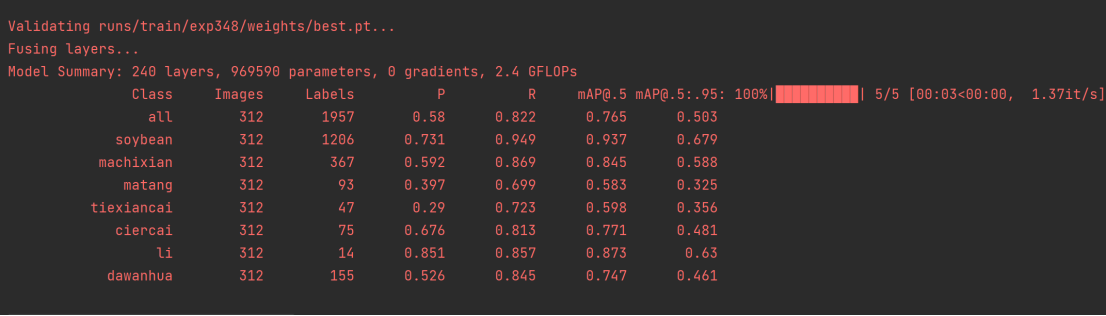 Validating runs/train/exp348/weights/best.pt...
Fusing layers...
Model Summary: 240 layers, 969590 parameters, 0 gradients, 2.4 GFLOPs
Class Images Labels P R mAP@.5 mAP@.5:.95: 100%|██████████| 5/5 [00:03<00:00, 1.37it/s]
all 312 1957 0.58 0.822 0.765 0.503
soybean 312 1206 0.731 0.949 0.937 0.679
machixian 312 367 0.592 0.869 0.845 0.588
matang 312 93 0.397 0.699 0.583 0.325
tiexiancai 312 47 0.29 0.723 0.598 0.356
ciercai 312 75 0.676 0.813 0.771 0.481
li 312 14 0.851 0.857 0.873 0.63
dawanhua 312 155 0.526 0.845 0.747 0.461